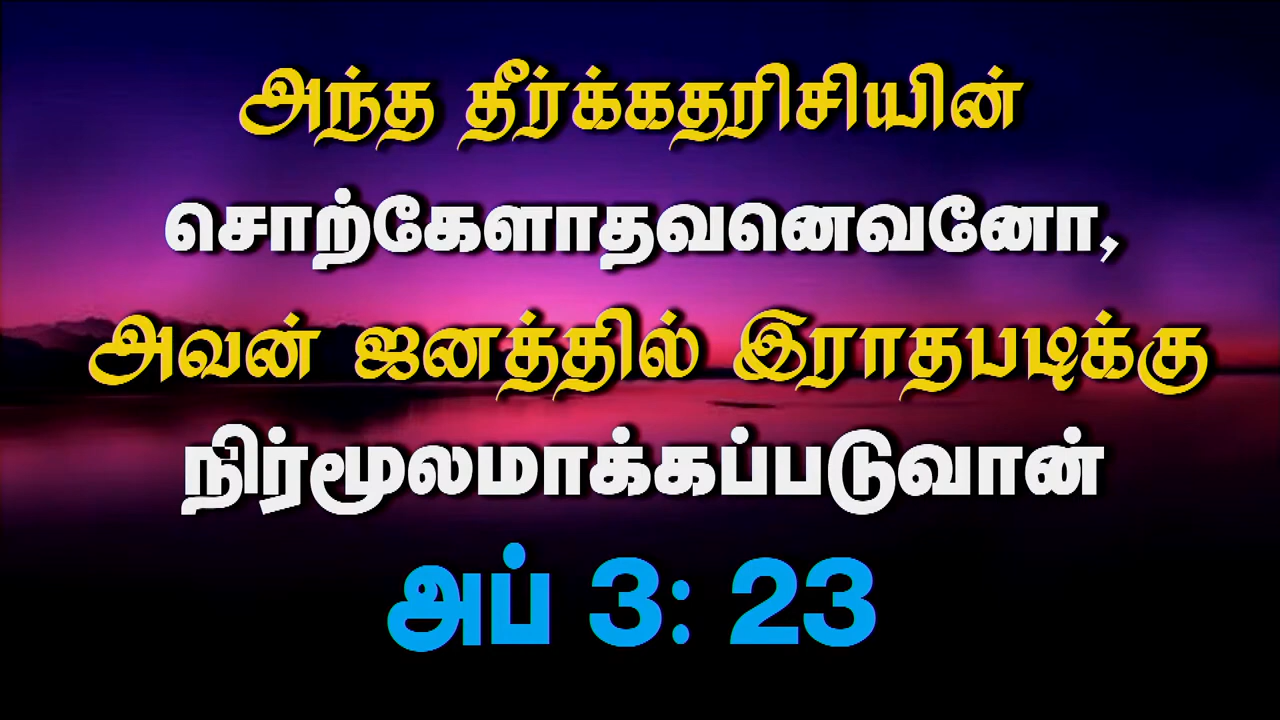 அந்த தீர்க்கதரிசியின்
சொற்கேளாதவனெவனோ,
அவன் ஜனத்தில் இராதபடிக்கு
நிர்மூலமாக்கப்படுவான்
அப் 3: 23